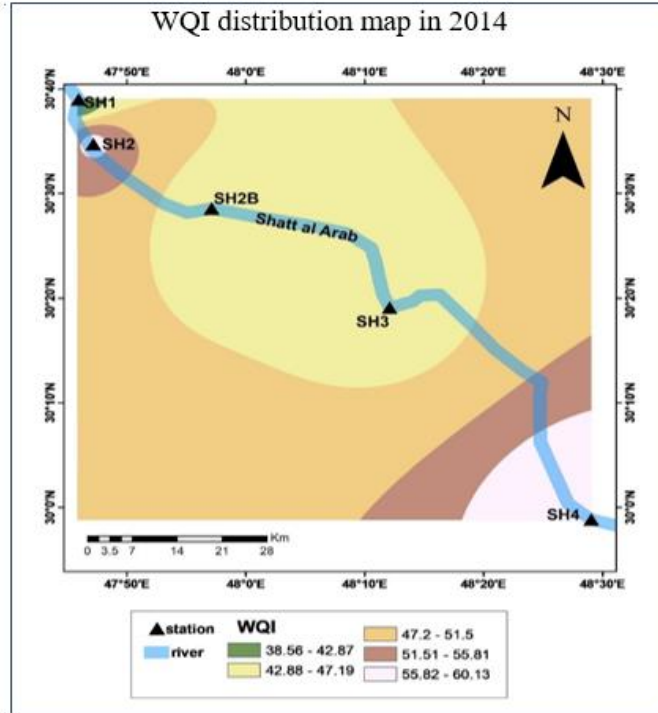 WQI distribution map in 2014
47°50'E 48°0'E 48°10'E 48°20'E 48°30'E
30°40'N 30°40'N
SH1
N
SH2
30°30'N 30°30'N
SH2B
Shatt al Arab
30°20'N 30°20'N
SH3
30°10'N 30°10'N
30°0'N 30°0'N
SH4
Km
0 3.5 7 14 21 28
47°50'E 48°0'E 48°10'E 48°20'E 48°30'E
station WQI 47.2 - 51.5
river 38.56 - 42.87 51.51 - 55.81
42.88 - 47.19 55.82 - 60.13